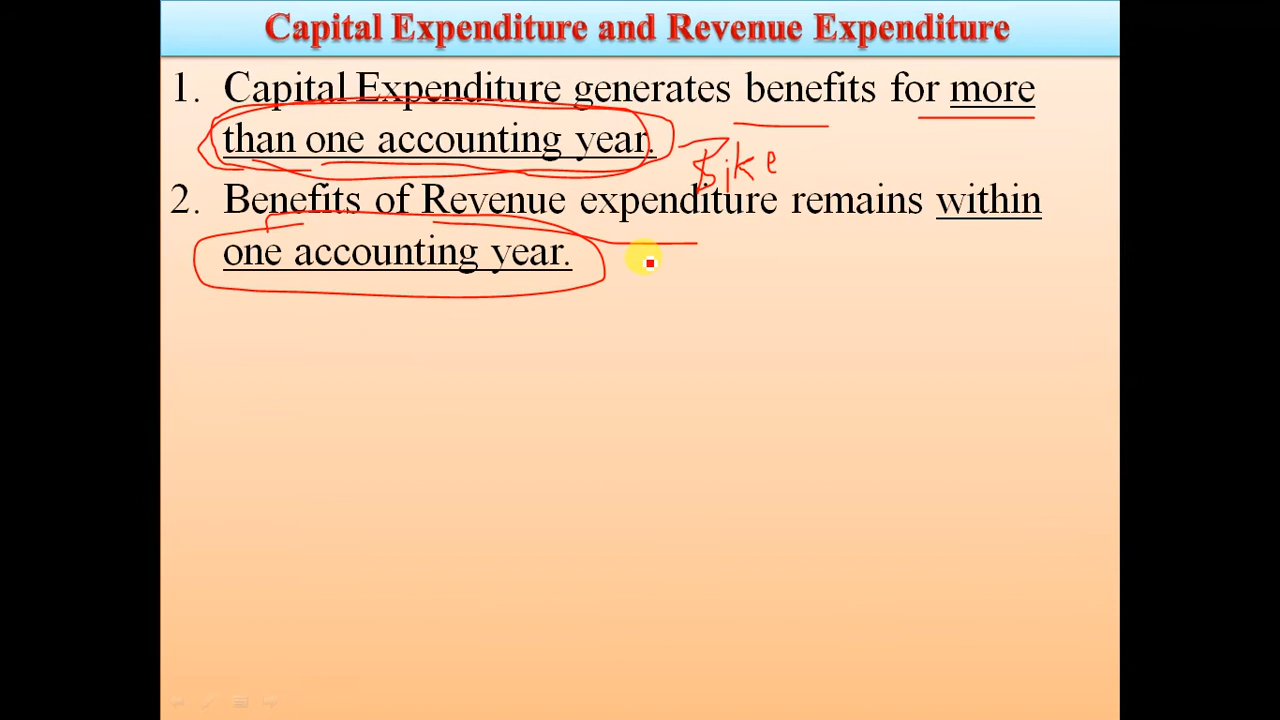 Capital Expenditure and Revenue Expenditure
1. Capital Expenditure generates benefits for more
than one accounting year.
Bike
2. Benefits of Revenue expenditure remains within
one accounting year.